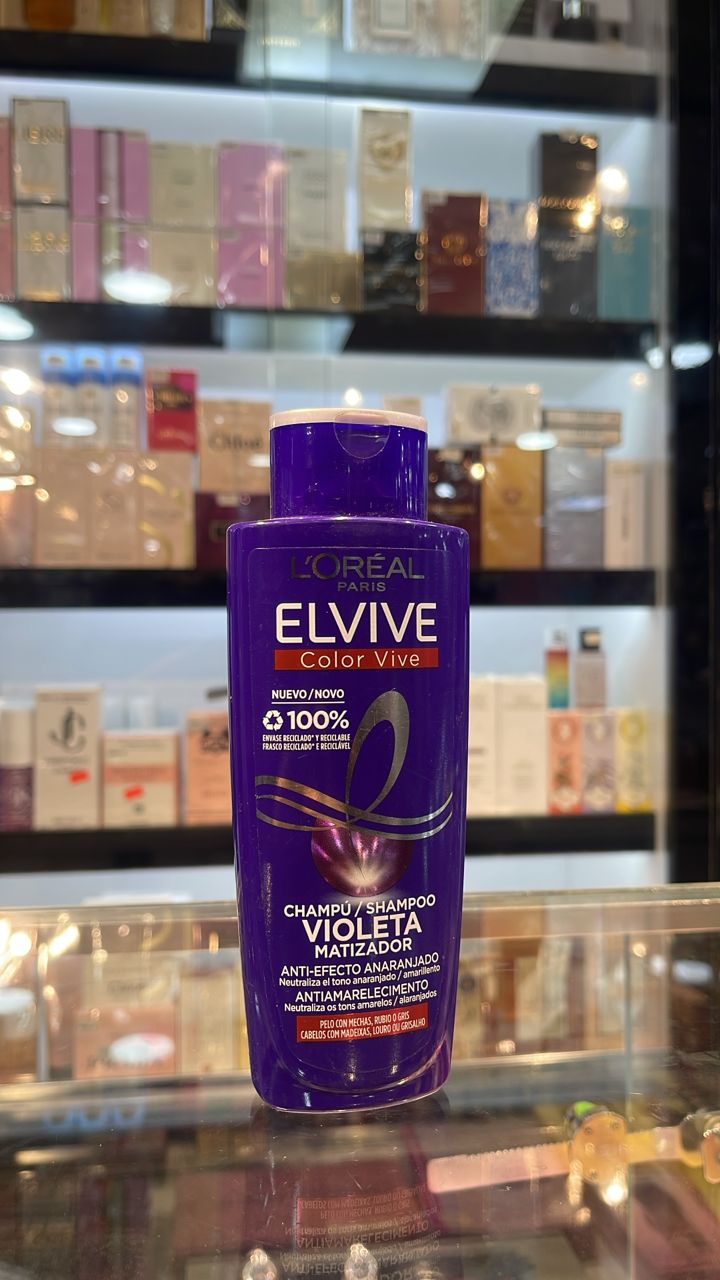 L'ORÉAL
PARIS
ELVIVE
Color Vive
NUEVO / NOVO
100%
ENVASE RECICLADO* Y RECICLABLE
FRASCO RECICLADO* E RECICLÁVEL
CHAMPÚ / SHAMPOO
VIOLETA
MATIZADOR
ANTI-EFECTO ANARANJADO
Neutraliza el tono anaranjado / amarillento
ANTIAMARELECIMENTO
Neutraliza os tons amarelos / alaranjados
PELO CON MECHAS, RUBIO O GRIS
CABELOS COM MADEIXAS, LOURO OU GRISALHO
Chloé